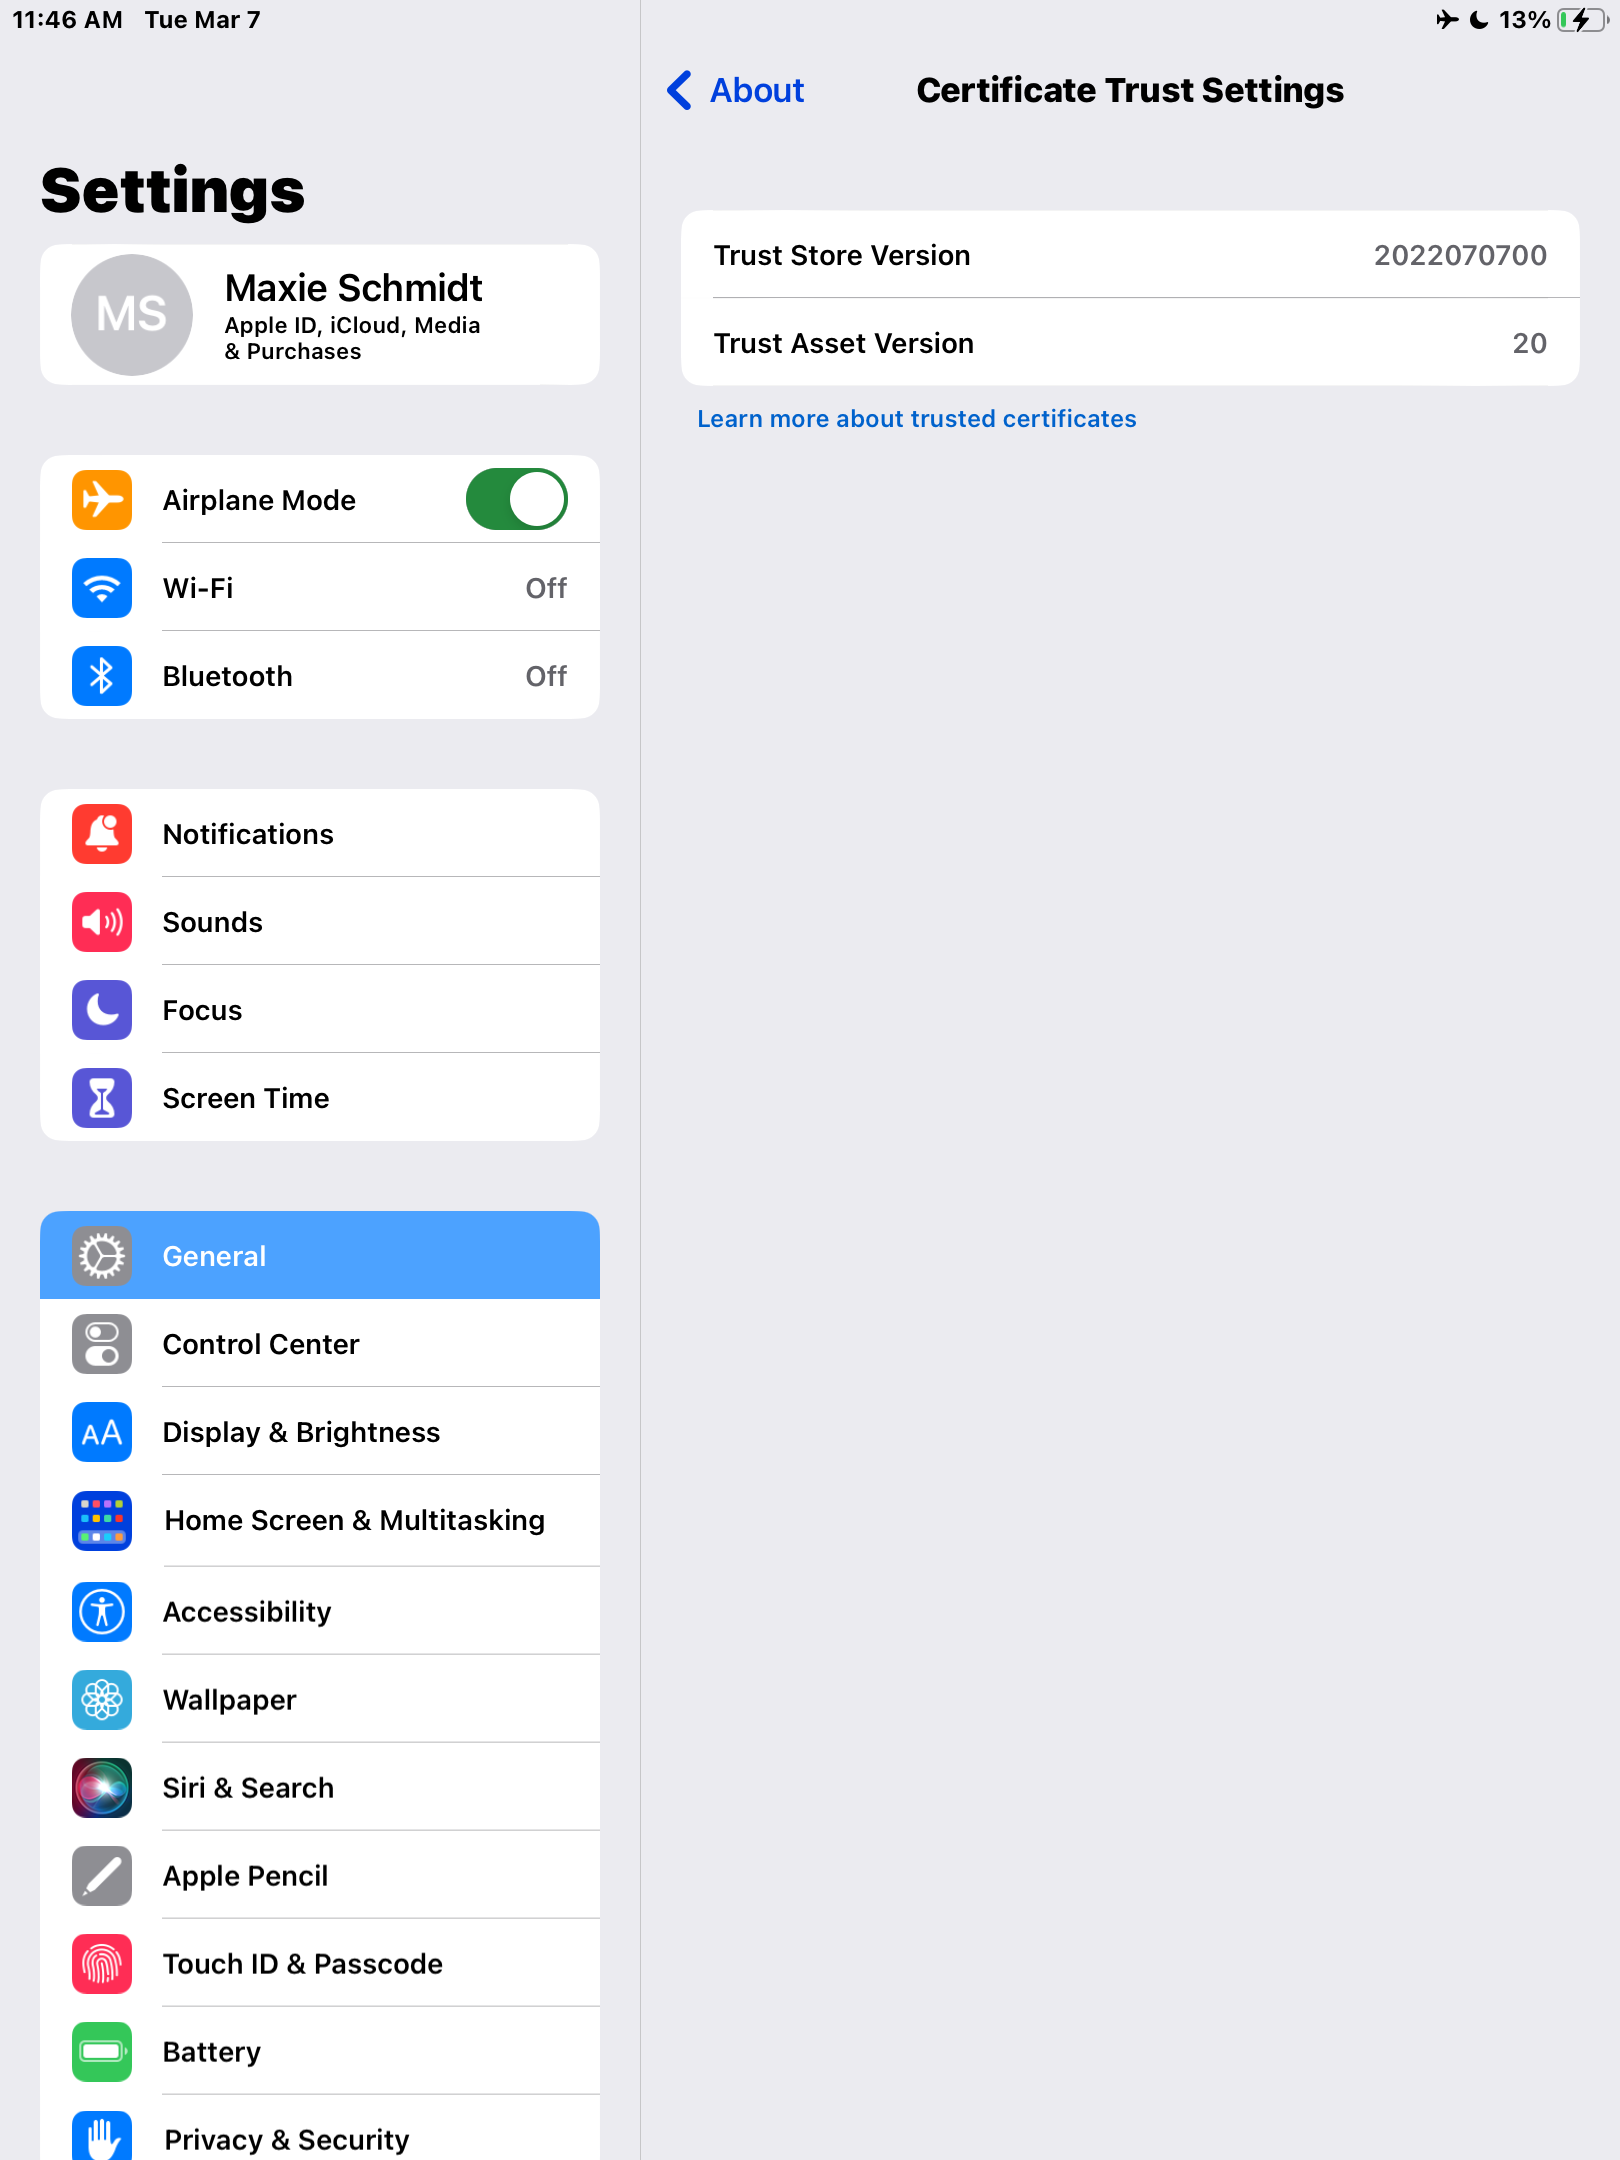 11:46 AM Tue Mar 7
13%
Settings
MS
Maxie Schmidt
Apple ID, iCloud, Media
& Purchases
Airplane Mode
Wi-Fi Off
Bluetooth Off
Notifications
Sounds
Focus
Screen Time
General
Control Center
AA
Display & Brightness
Home Screen & Multitasking
Accessibility
Wallpaper
Siri & Search
Apple Pencil
Touch ID & Passcode
Battery
Privacy & Security
About
Certificate Trust Settings
Trust Store Version 2022070700
Trust Asset Version 20
Learn more about trusted certificates